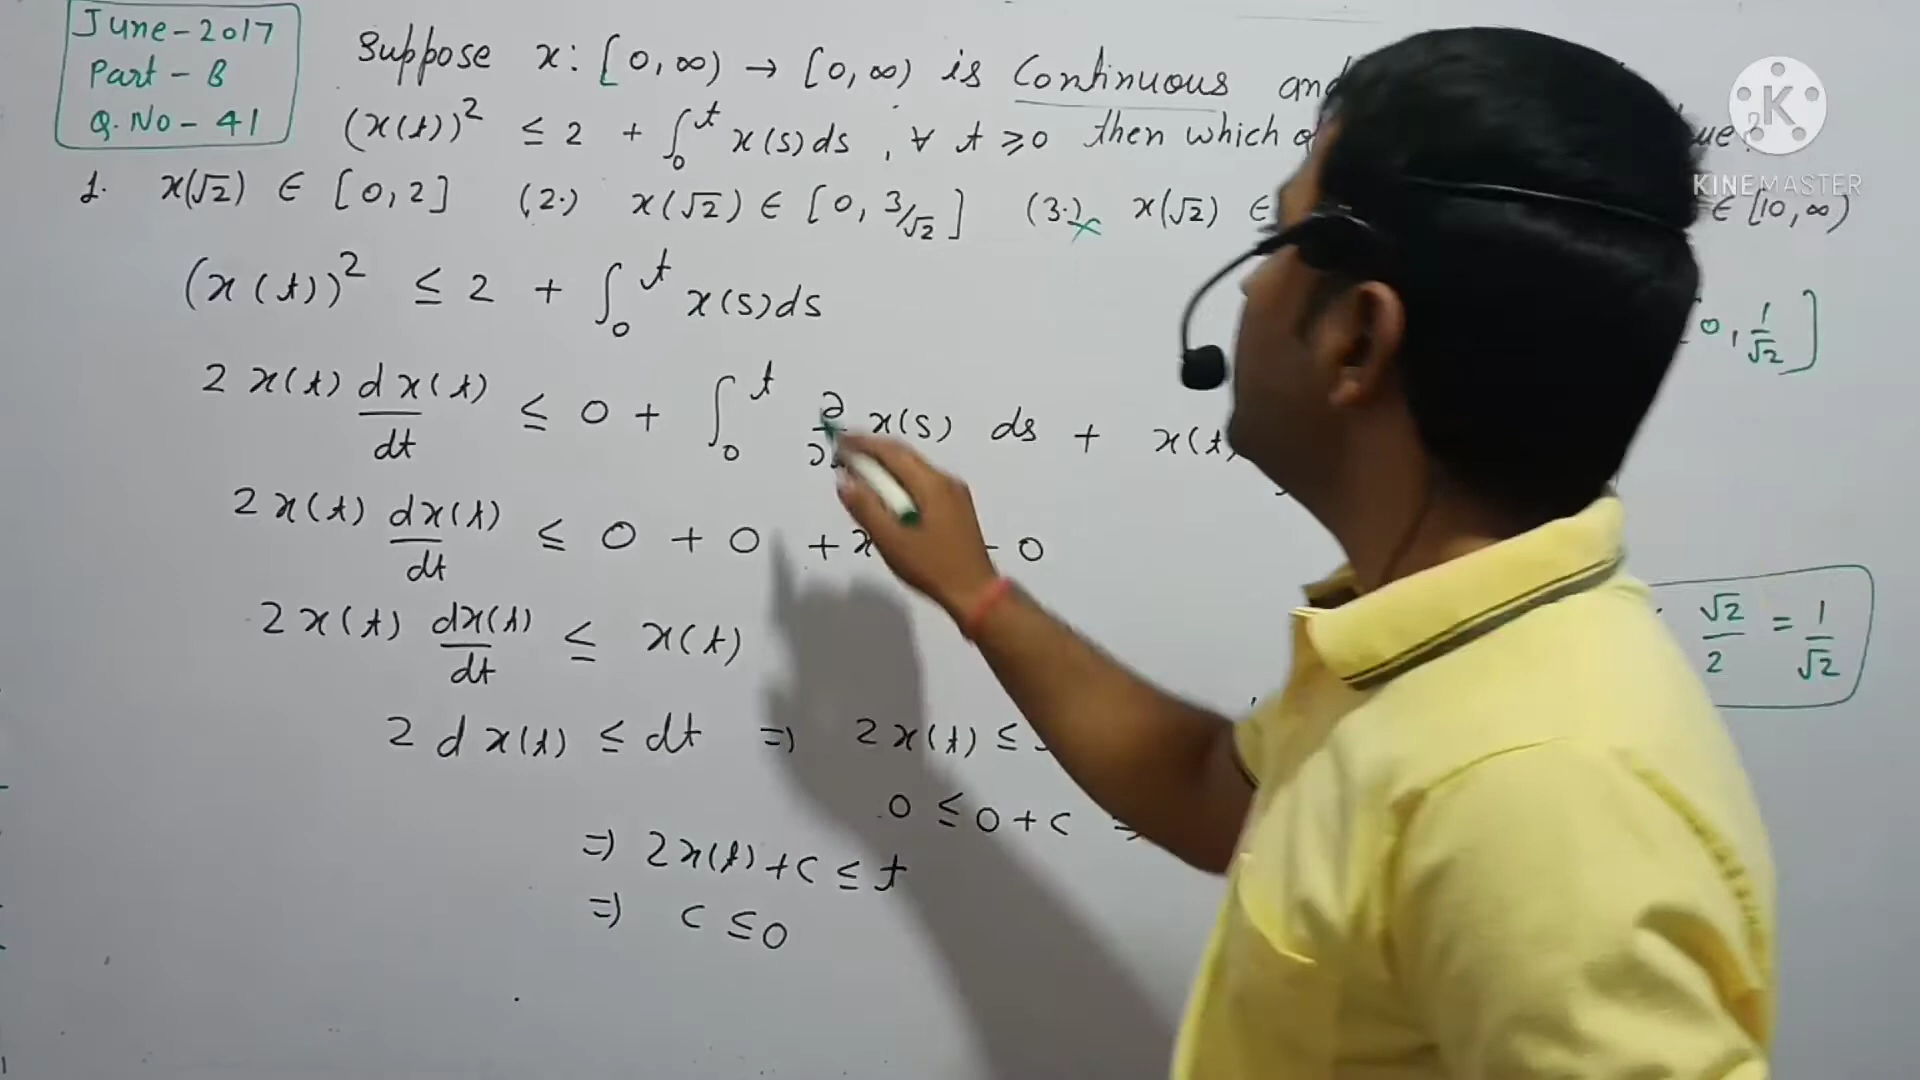 June-2017
Part - B
Q.No - 41
Suppose x: [0,∞) → [0,∞) is Continuous and
(x(t))² ≤ 2 + ∫₀ᵗ x(s)ds, ∀ t ≥ 0 then which
1. x(√2) ∈ [0,2] (2.) x(√2) ∈ [0, 3/√2] (3.) x(√2) ∈ ∈ [10,∞)
KINEMASTER
(x(t))² ≤ 2 + ∫₀ᵗ x(s)ds
0, 1/√2]
2 x(t) dx(t)/dt ≤ 0 + ∫₀ᵗ ∂ x(s) ds + x(t
2x(t) dx(t)/dt ≤ 0 + 0 + x - 0
2x(t) dx(t)/dt ≤ x(t)
√2/2 = 1/√2
2 d x(t) ≤ dt ⇒ 2x(t) ≤
0 ≤ 0 + c ⇒
⇒ 2x(t)+c ≤ t
⇒ c ≤ 0